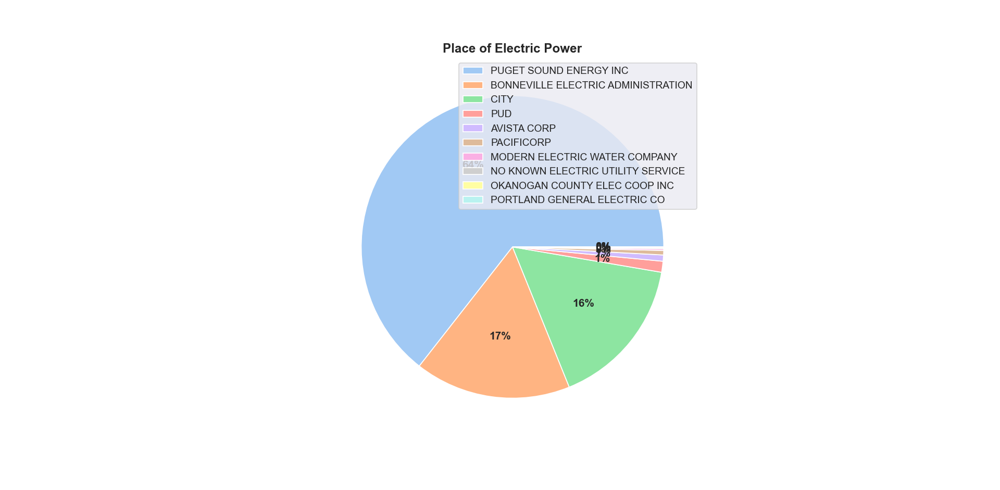 Place of Electric Power
PUGET SOUND ENERGY INC
BONNEVILLE ELECTRIC ADMINISTRATION
CITY
PUD
AVISTA CORP
PACIFICORP
MODERN ELECTRIC WATER COMPANY
64%
NO KNOWN ELECTRIC UTILITY SERVICE
OKANOGAN COUNTY ELEC COOP INC
PORTLAND GENERAL ELECTRIC CO
1%
16%
17%